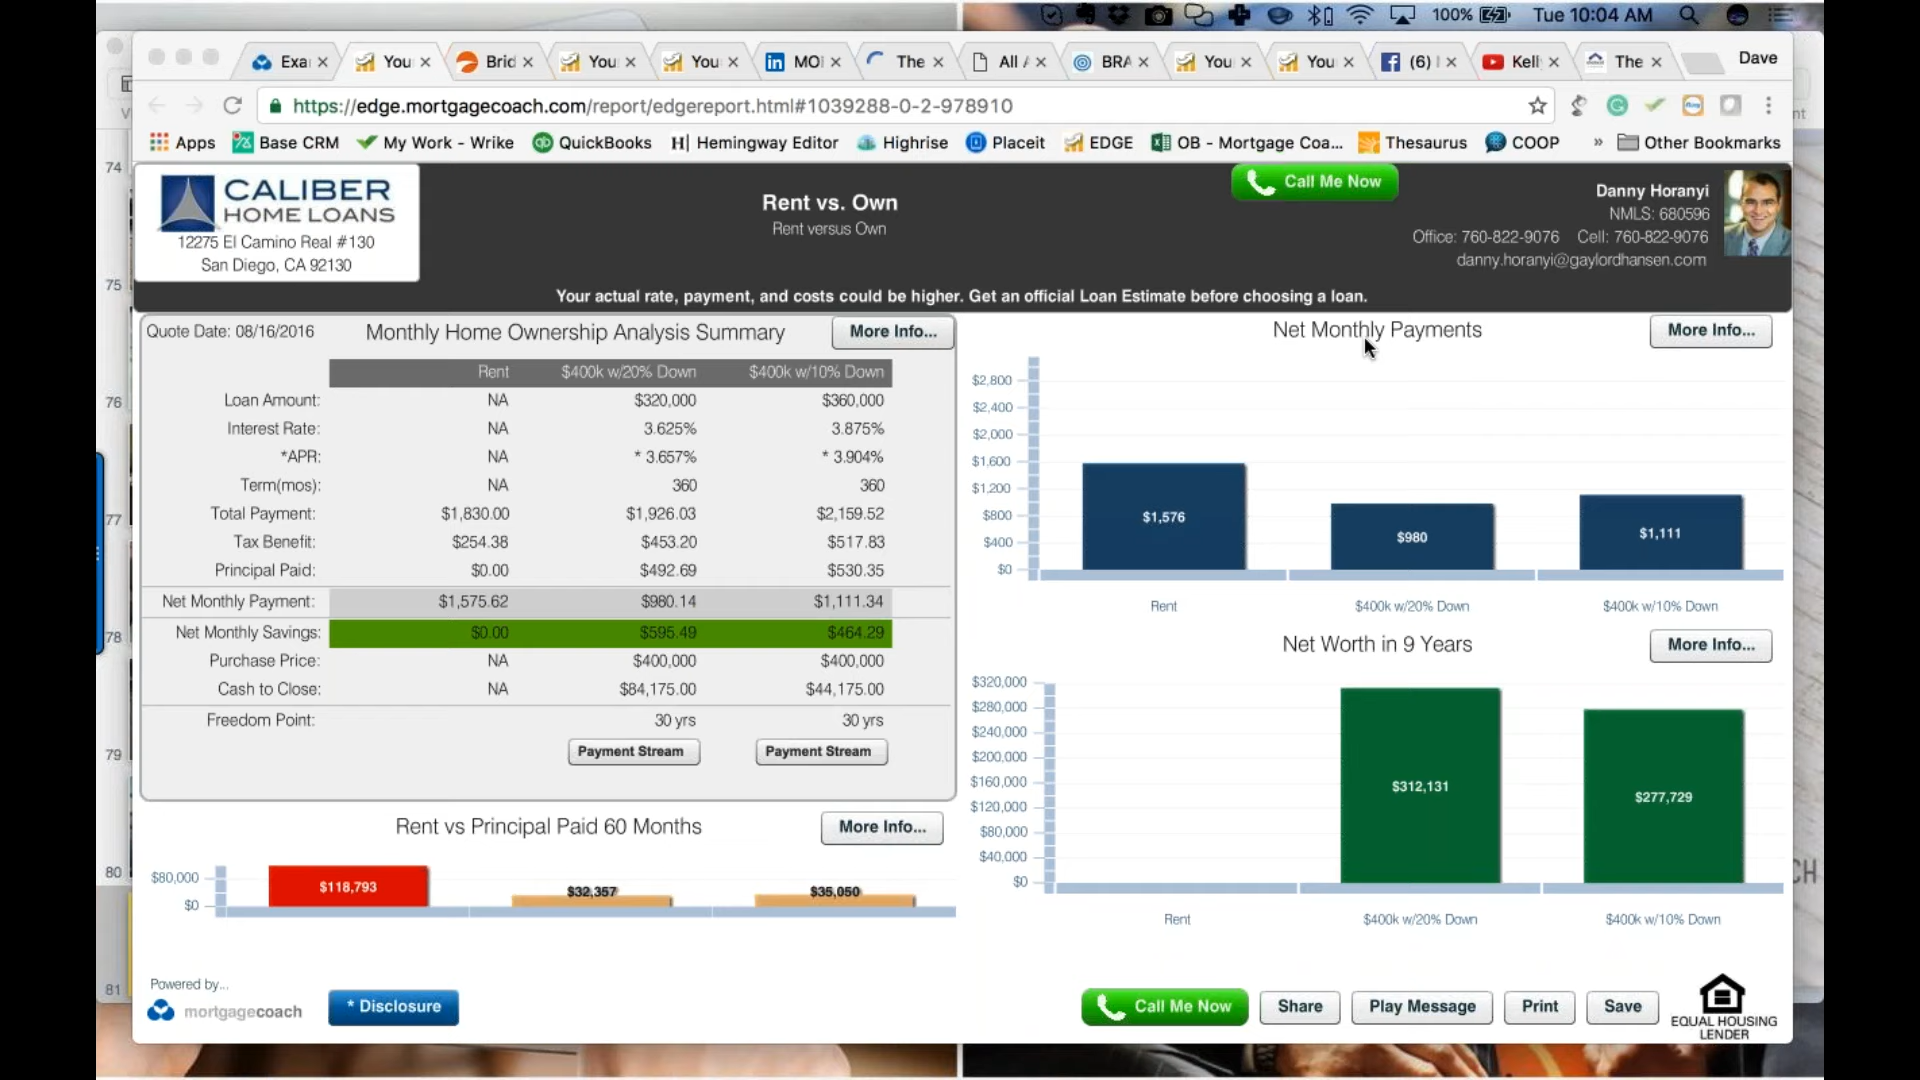 100%
Tue 10:04 AM
Exa
You
Brid
You
You
MO
The
All
BRA
You
You
(6)
Kell
The
Dave
https://edge.mortgagecoach.com/report/edgereport.html#1039288-0-2-978910
Apps
Base CRM
My Work - Wrike
QuickBooks
Hemingway Editor
Highrise
Placeit
EDGE
OB - Mortgage Coa...
Thesaurus
COOP
»
Other Bookmarks
74
75
76
77
78
79
80
81
CALIBER
HOME LOANS
12275 El Camino Real #130
San Diego, CA 92130
Rent vs. Own
Rent versus Own
Call Me Now
Danny Horanyi
NMLS: 680596
Office: 760-822-9076 Cell: 760-822-9076
danny.horanyi@gaylordhansen.com
Your actual rate, payment, and costs could be higher. Get an official Loan Estimate before choosing a loan.
Quote Date: 08/16/2016
Monthly Home Ownership Analysis Summary
More Info...
Rent $400k w/20% Down $400k w/10% Down
Loan Amount: NA $320,000 $360,000
Interest Rate: NA 3.625% 3.875%
*APR: NA * 3.657% * 3.904%
Term(mos): NA 360 360
Total Payment: $1,830.00 $1,926.03 $2,159.52
Tax Benefit: $254.38 $453.20 $517.83
Principal Paid: $0.00 $492.69 $530.35
Net Monthly Payment: $1,575.62 $980.14 $1,111.34
Net Monthly Savings: $0.00 $595.49 $464.29
Purchase Price: NA $400,000 $400,000
Cash to Close: NA $84,175.00 $44,175.00
Freedom Point: 30 yrs 30 yrs
Payment Stream Payment Stream
Rent vs Principal Paid 60 Months
More Info...
$80,000
$0
$118,793
$32,357
$35,050
Net Monthly Payments
More Info...
$2,800
$2,400
$2,000
$1,600
$1,200
$800
$400
$0
$1,576
$980
$1,111
Rent $400k w/20% Down $400k w/10% Down
Net Worth in 9 Years
More Info...
$320,000
$280,000
$240,000
$200,000
$160,000
$120,000
$80,000
$40,000
$0
$312,131
$277,729
Rent $400k w/20% Down $400k w/10% Down
Powered by...
mortgagecoach
* Disclosure
Call Me Now
Share
Play Message
Print
Save
EQUAL HOUSING
LENDER